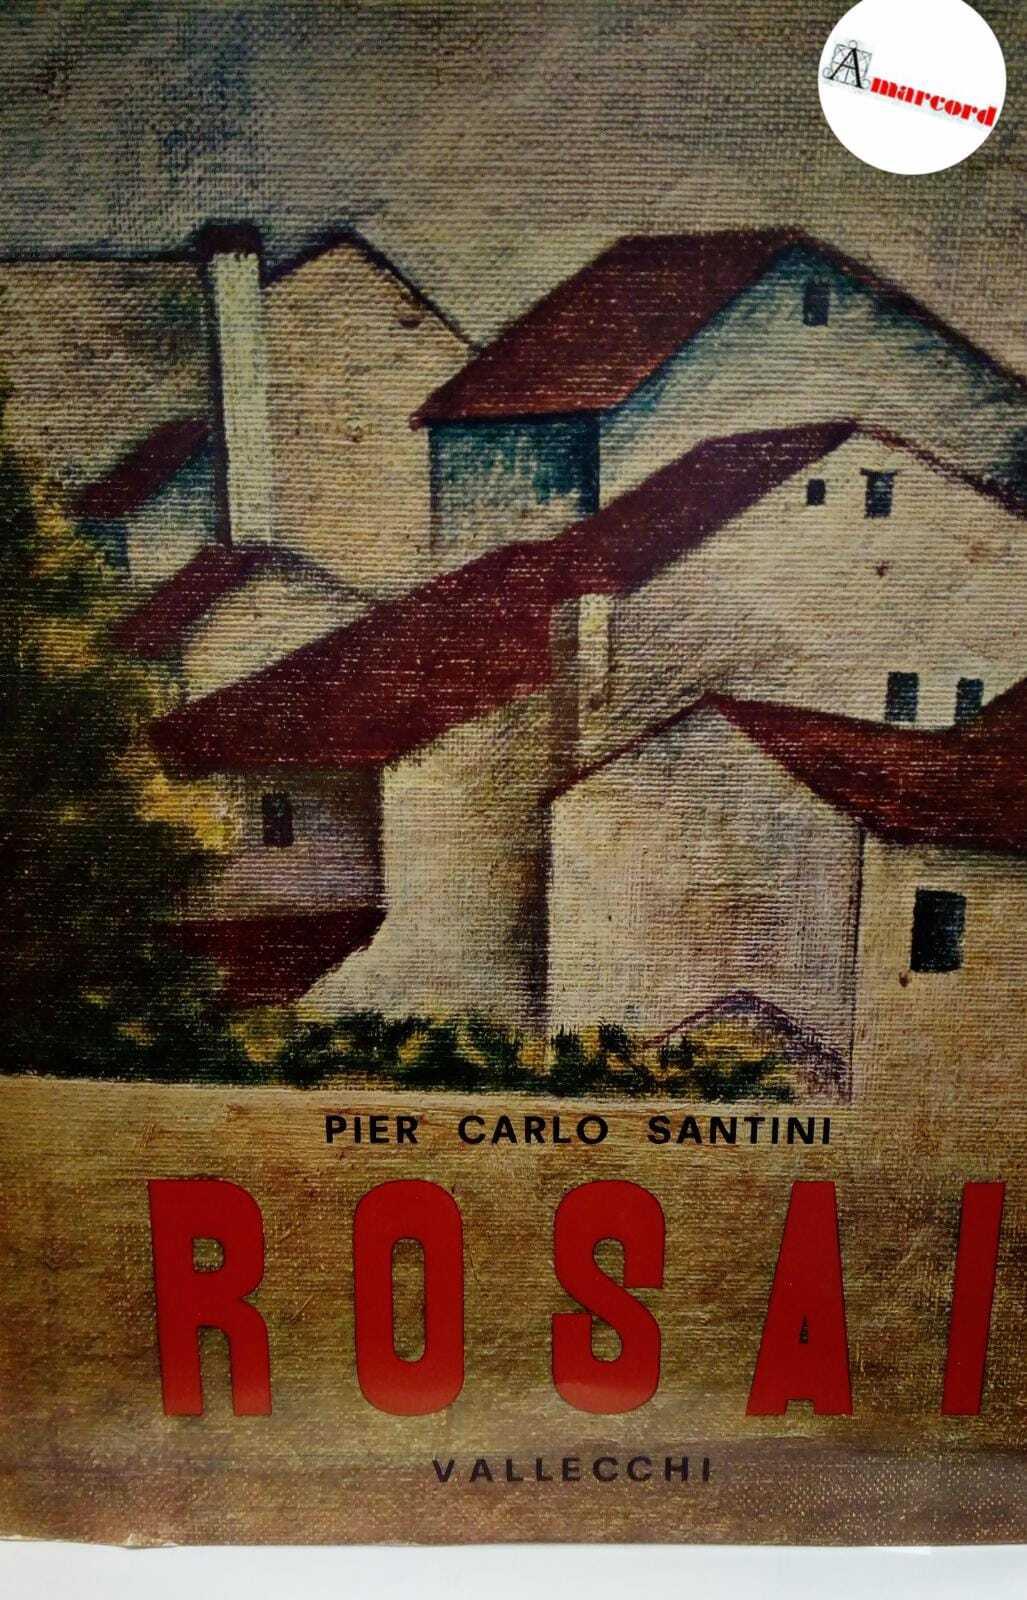 Amarcord
PIER CARLO SANTINI
ROSAI
VALLECCHI